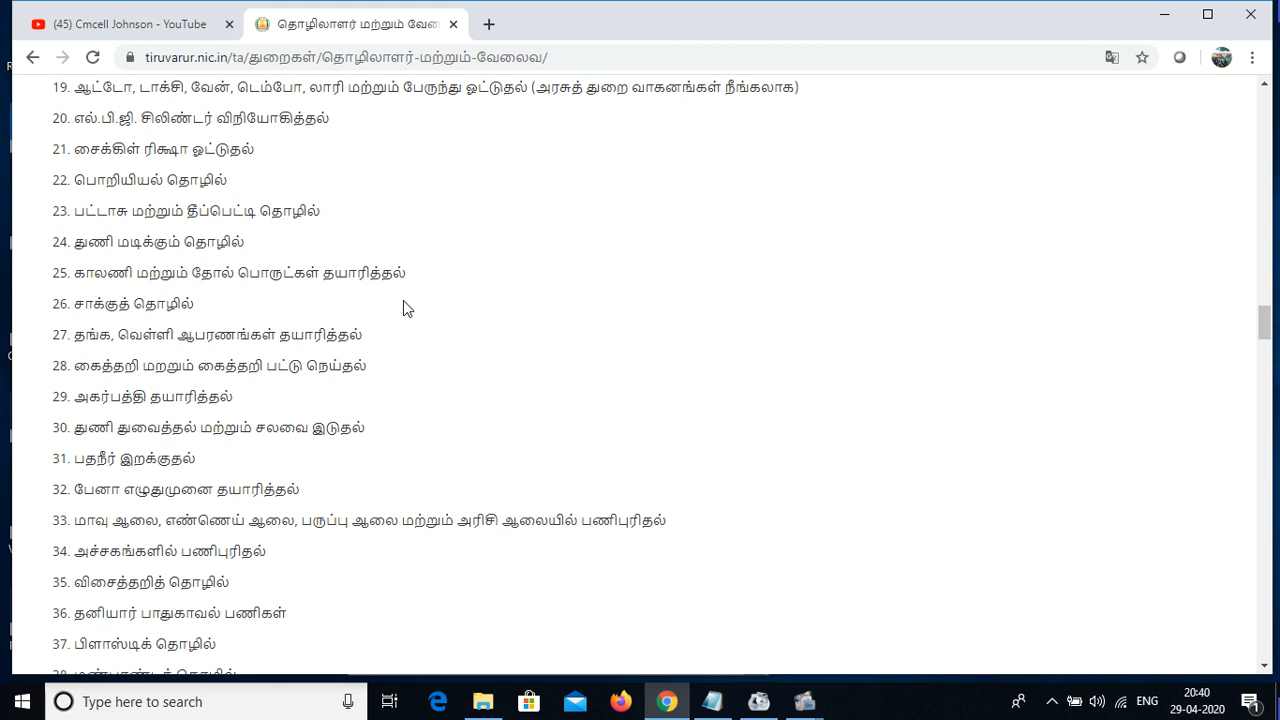 (45) Cmcell Johnson - YouTube
தொழிலாளர் மற்றும் வேலை
tiruvarur.nic.in/ta/துறைகள்/தொழிலாளர்-மற்றும்-வேலைவ/
19. ஆட்டோ, டாக்சி, வேன், டெம்போ, லாரி மற்றும் பேருந்து ஓட்டுதல் (அரசுத் துறை வாகனங்கள் நீங்கலாக)
20. எல்.பி.ஜி. சிலிண்டர் விநியோகித்தல்
21. சைக்கிள் ரிக்ஷா ஓட்டுதல்
22. பொறியியல் தொழில்
23. பட்டாசு மற்றும் தீப்பெட்டி தொழில்
24. துணி மடிக்கும் தொழில்
25. காலணி மற்றும் தோல் பொருட்கள் தயாரித்தல்
26. சாக்குத் தொழில்
27. தங்க, வெள்ளி ஆபரணங்கள் தயாரித்தல்
28. கைத்தறி மறறும் கைத்தறி பட்டு நெய்தல்
29. அகர்பத்தி தயாரித்தல்
30. துணி துவைத்தல் மற்றும் சலவை இடுதல்
31. பதநீர் இறக்குதல்
32. பேனா எழுதுமுனை தயாரித்தல்
33. மாவு ஆலை, எண்ணெய் ஆலை, பருப்பு ஆலை மற்றும் அரிசி ஆலையில் பணிபுரிதல்
34. அச்சகங்களில் பணிபுரிதல்
35. விசைத்தறித் தொழில்
36. தனியார் பாதுகாவல் பணிகள்
37. பிளாஸ்டிக் தொழில்
Type here to search
ENG
20:40
29-04-2020